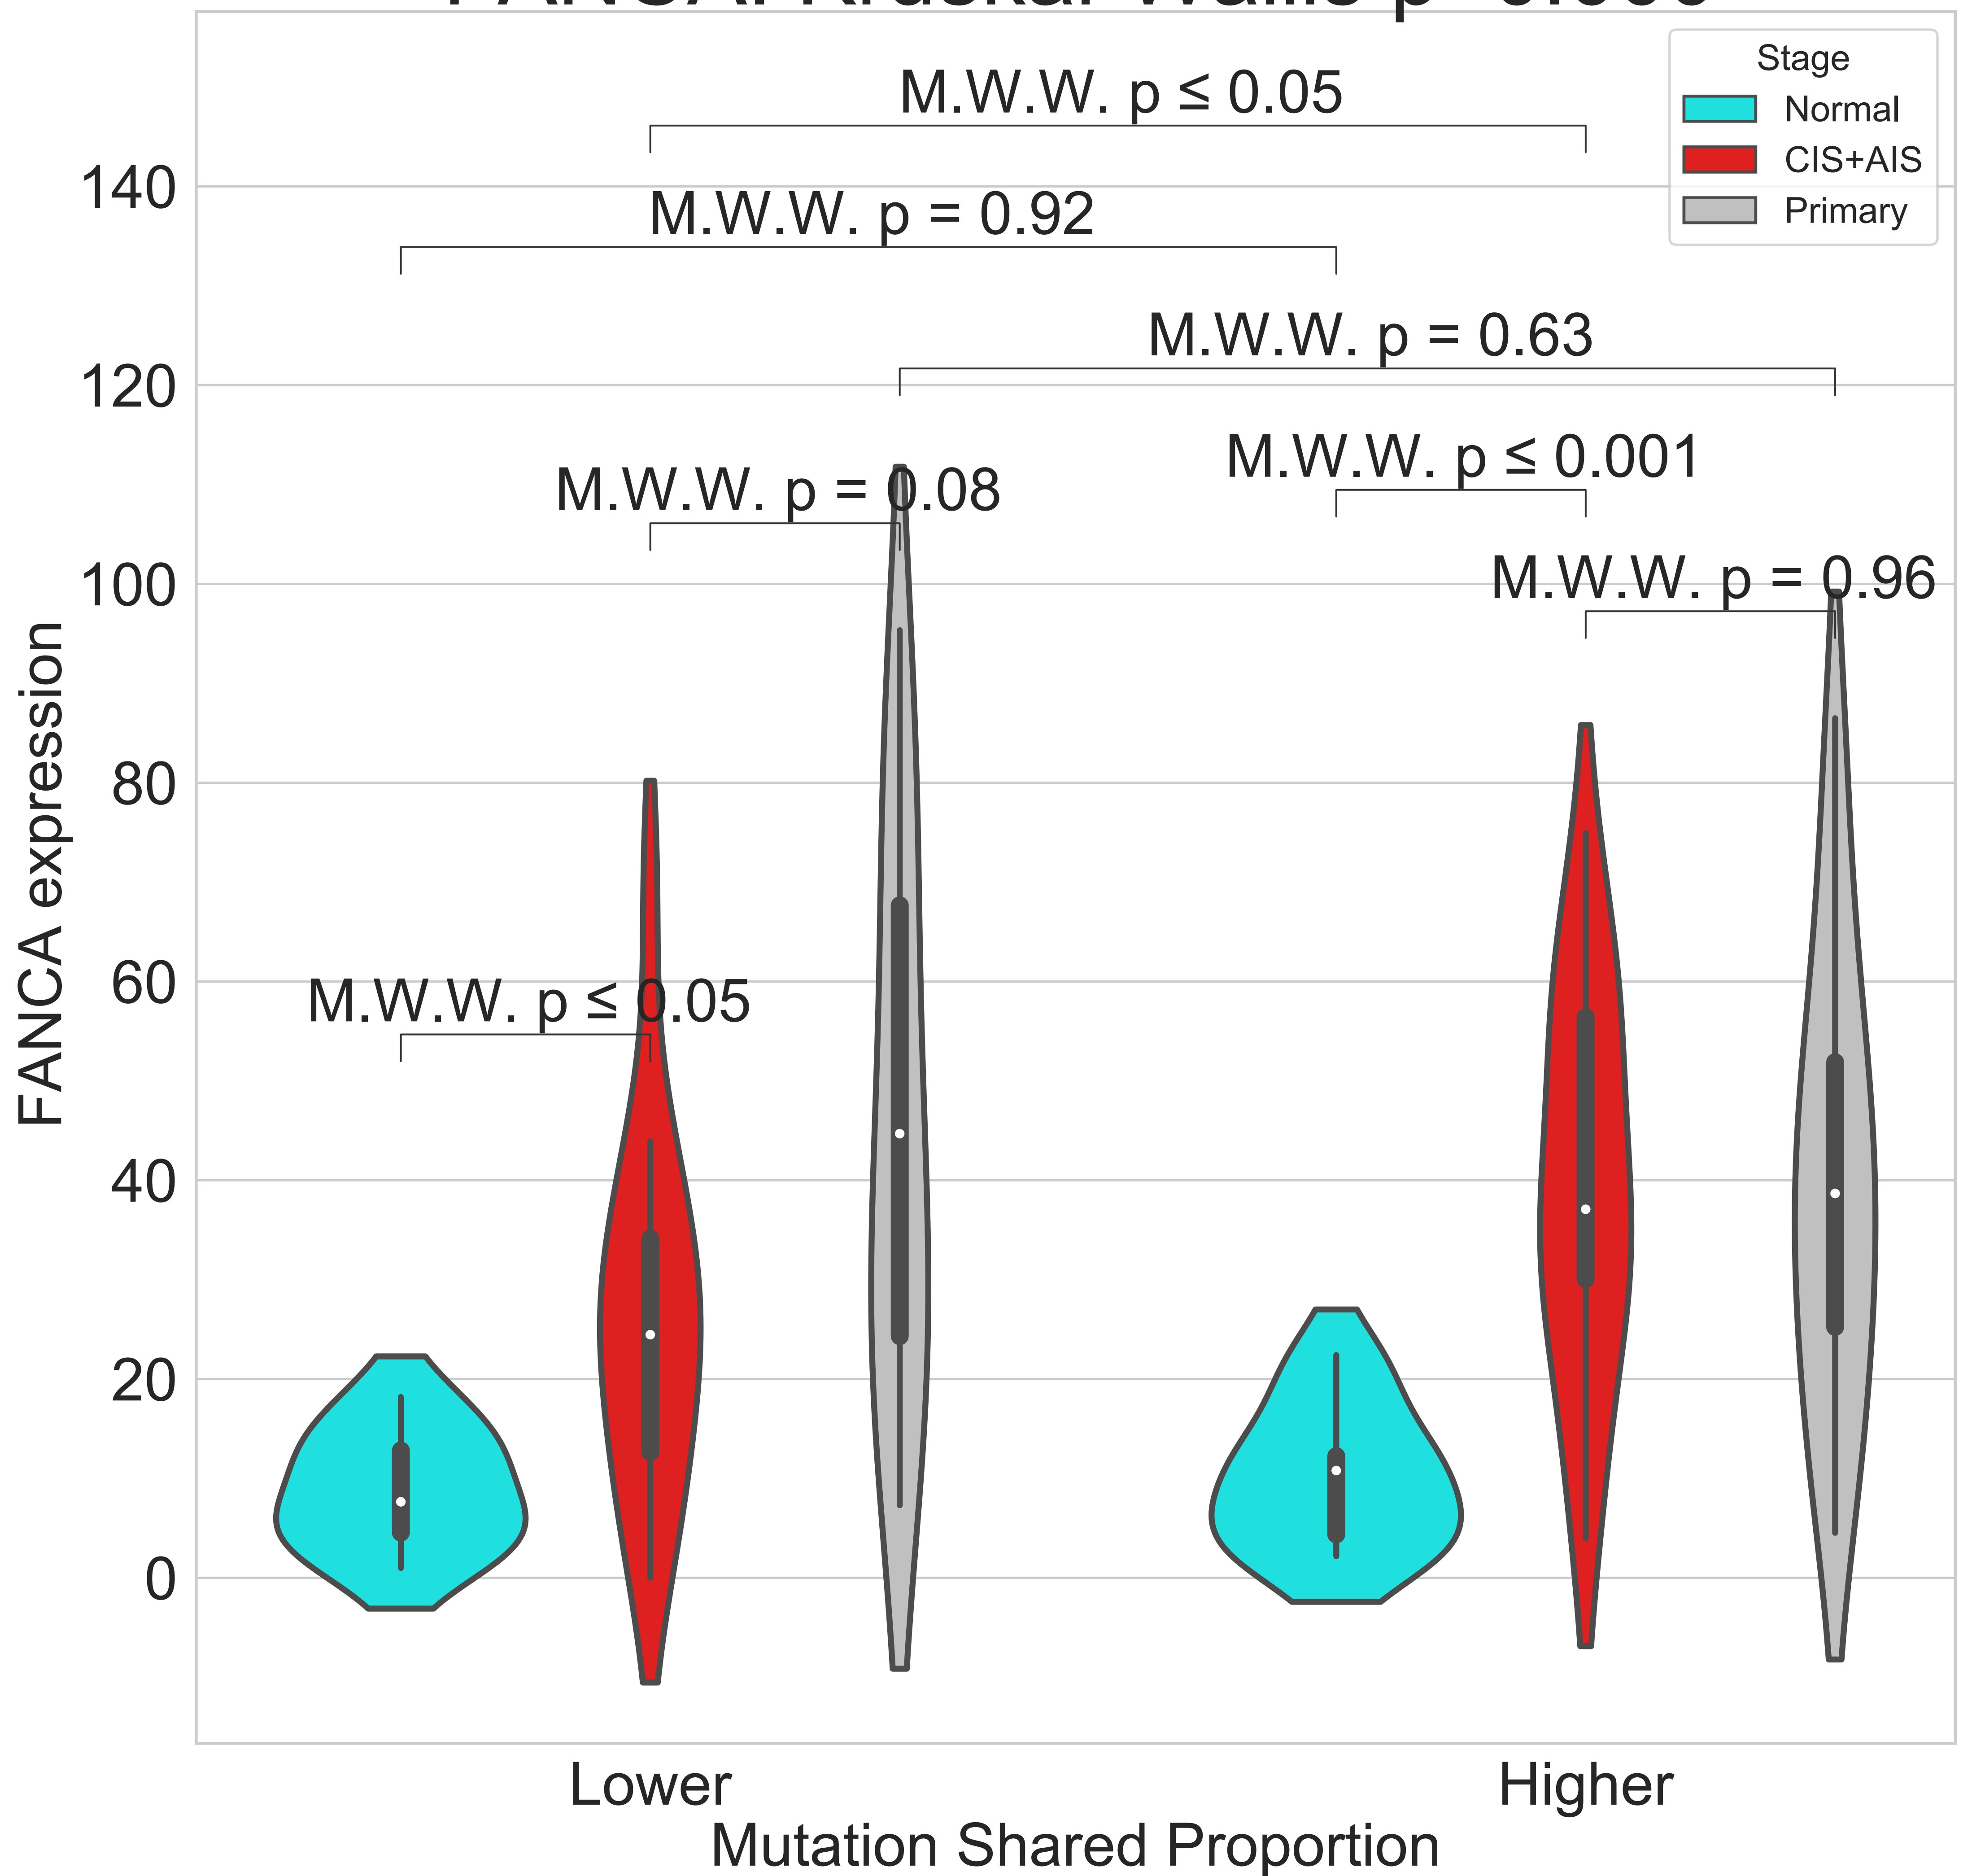 Stage
Normal
CIS+AIS
Primary
M.W.W. p ≤ 0.05
M.W.W. p = 0.92
M.W.W. p = 0.63
M.W.W. p ≤ 0.001
M.W.W. p = 0.08
M.W.W. p = 0.96
M.W.W. p ≤ 0.05
140
120
100
80
60
40
20
0
FANCA expression
Lower
Higher
Mutation Shared Proportion